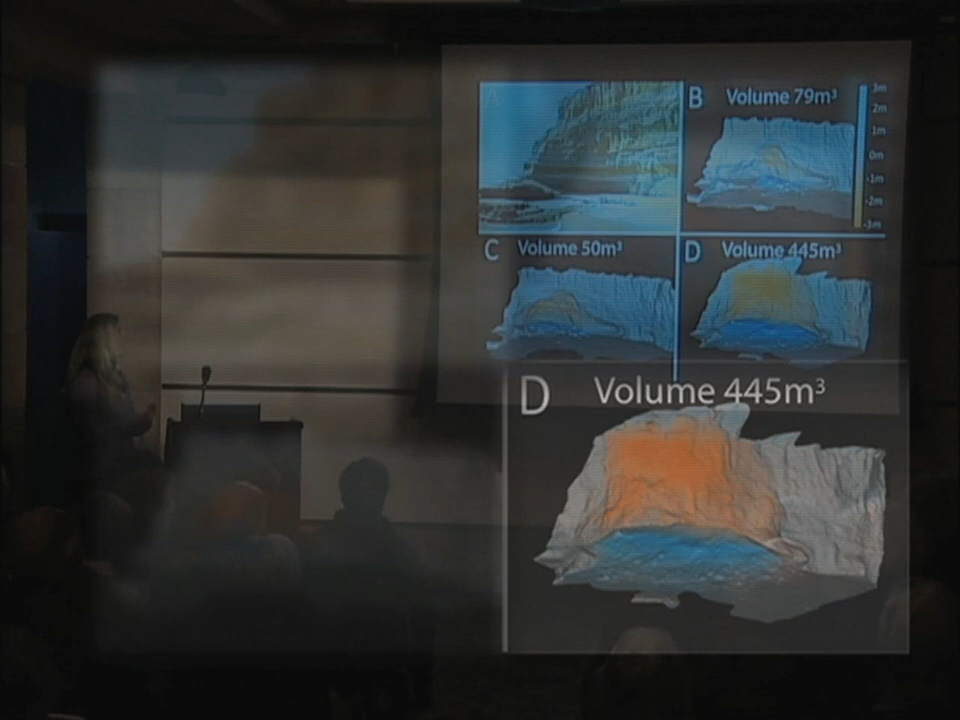 A
B Volume 79m³
3m
2m
1m
0m
-1m
-2m
-3m
C Volume 50m³
D Volume 445m³
D Volume 445m³